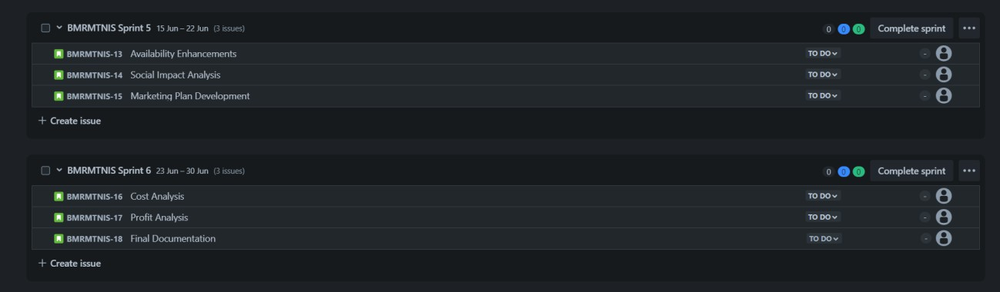 BMRMTNIS Sprint 5 15 Jun – 22 Jun (3 issues) 0 0 0 Complete sprint
BMRMTNIS-13 Availability Enhancements TO DO -
BMRMTNIS-14 Social Impact Analysis TO DO -
BMRMTNIS-15 Marketing Plan Development TO DO -
+ Create issue
BMRMTNIS Sprint 6 23 Jun – 30 Jun (3 issues) 0 0 0 Complete sprint
BMRMTNIS-16 Cost Analysis TO DO -
BMRMTNIS-17 Profit Analysis TO DO -
BMRMTNIS-18 Final Documentation TO DO -
+ Create issue